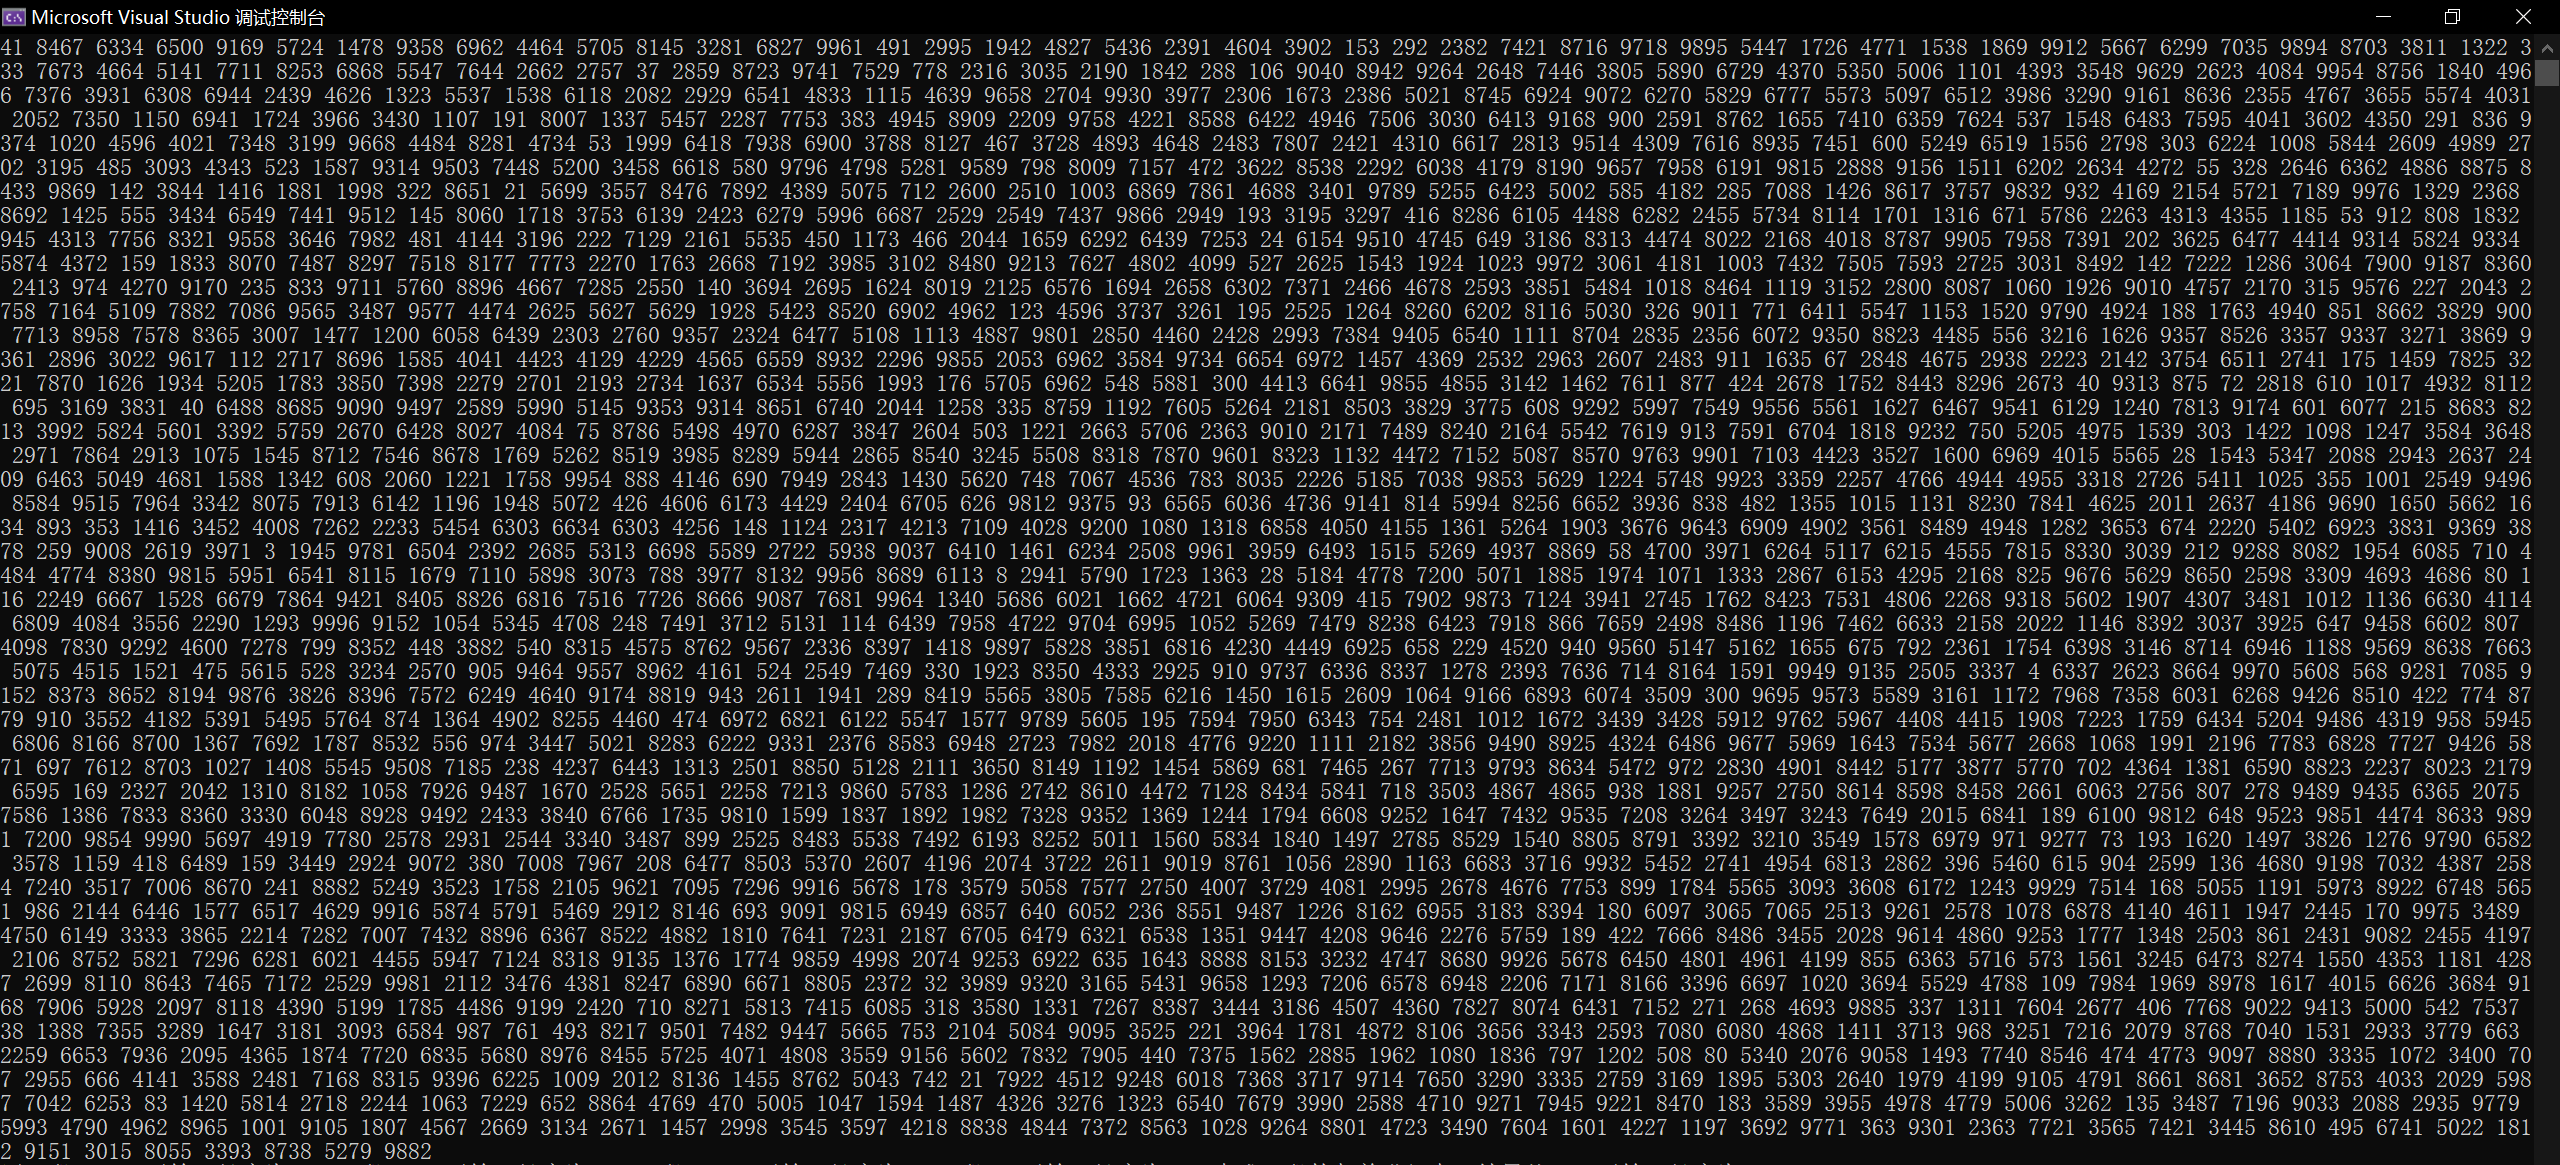 Microsoft Visual Studio 调试控制台
41 8467 6334 6500 9169 5724 1478 9358 6962 4464 5705 8145 3281 6827 9961 491 2995 1942 4827 5436 2391 4604 3902 153 292 2382 7421 8716 9718 9895 5447 1726 4771 1538 1869 9912 5667 6299 7035 9894 8703 3811 1322 3
33 7673 4664 5141 7711 8253 6868 5547 7644 2662 2757 37 2859 8723 9741 7529 778 2316 3035 2190 1842 288 106 9040 8942 9264 2648 7446 3805 5890 6729 4370 5350 5006 1101 4393 3548 9629 2623 4084 9954 8756 1840 496
6 7376 3931 6308 6944 2439 4626 1323 5537 1538 6118 2082 2929 6541 4833 1115 4639 9658 2704 9930 3977 2306 1673 2386 5021 8745 6924 9072 6270 5829 6777 5573 5097 6512 3986 3290 9161 8636 2355 4767 3655 5574 4031
2052 7350 1150 6941 1724 3966 3430 1107 191 8007 1337 5457 2287 7753 383 4945 8909 2209 9758 4221 8588 6422 4946 7506 3030 6413 9168 900 2591 8762 1655 7410 6359 7624 537 1548 6483 7595 4041 3602 4350 291 836 9
374 1020 4596 4021 7348 3199 9668 4484 8281 4734 53 1999 6418 7938 6900 3788 8127 467 3728 4893 4648 2483 7807 2421 4310 6617 2813 9514 4309 7616 8935 7451 600 5249 6519 1556 2798 303 6224 1008 5844 2609 4989 27
02 3195 485 3093 4343 523 1587 9314 9503 7448 5200 3458 6618 580 9796 4798 5281 9589 798 8009 7157 472 3622 8538 2292 6038 4179 8190 9657 7958 6191 9815 2888 9156 1511 6202 2634 4272 55 328 2646 6362 4886 8875 8
433 9869 142 3844 1416 1881 1998 322 8651 21 5699 3557 8476 7892 4389 5075 712 2600 2510 1003 6869 7861 4688 3401 9789 5255 6423 5002 585 4182 285 7088 1426 8617 3757 9832 932 4169 2154 5721 7189 9976 1329 2368
8692 1425 555 3434 6549 7441 9512 145 8060 1718 3753 6139 2423 6279 5996 6687 2529 2549 7437 9866 2949 193 3195 3297 416 8286 6105 4488 6282 2455 5734 8114 1701 1316 671 5786 2263 4313 4355 1185 53 912 808 1832
945 4313 7756 8321 9558 3646 7982 481 4144 3196 222 7129 2161 5535 450 1173 466 2044 1659 6292 6439 7253 24 6154 9510 4745 649 3186 8313 4474 8022 2168 4018 8787 9905 7958 7391 202 3625 6477 4414 9314 5824 9334
5874 4372 159 1833 8070 7487 8297 7518 8177 7773 2270 1763 2668 7192 3985 3102 8480 9213 7627 4802 4099 527 2625 1543 1924 1023 9972 3061 4181 1003 7432 7505 7593 2725 3031 8492 142 7222 1286 3064 7900 9187 8360
2413 974 4270 9170 235 833 9711 5760 8896 4667 7285 2550 140 3694 2695 1624 8019 2125 6576 1694 2658 6302 7371 2466 4678 2593 3851 5484 1018 8464 1119 3152 2800 8087 1060 1926 9010 4757 2170 315 9576 227 2043 2
758 7164 5109 7882 7086 9565 3487 9577 4474 2625 5627 5629 1928 5423 8520 6902 4962 123 4596 3737 3261 195 2525 1264 8260 6202 8116 5030 326 9011 771 6411 5547 1153 1520 9790 4924 188 1763 4940 851 8662 3829 900
7713 8958 7578 8365 3007 1477 1200 6058 6439 2303 2760 9357 2324 6477 5108 1113 4887 9801 2850 4460 2428 2993 7384 9405 6540 1111 8704 2835 2356 6072 9350 8823 4485 556 3216 1626 9357 8526 3357 9337 3271 3869 9
361 2896 3022 9617 112 2717 8696 1585 4041 4423 4129 4229 4565 6559 8932 2296 9855 2053 6962 3584 9734 6654 6972 1457 4369 2532 2963 2607 2483 911 1635 67 2848 4675 2938 2223 2142 3754 6511 2741 175 1459 7825 32
21 7870 1626 1934 5205 1783 3850 7398 2279 2701 2193 2734 1637 6534 5556 1993 176 5705 6962 548 5881 300 4413 6641 9855 4855 3142 1462 7611 877 424 2678 1752 8443 8296 2673 40 9313 875 72 2818 610 1017 4932 8112
695 3169 3831 40 6488 8685 9090 9497 2589 5990 5145 9353 9314 8651 6740 2044 1258 335 8759 1192 7605 5264 2181 8503 3829 3775 608 9292 5997 7549 9556 5561 1627 6467 9541 6129 1240 7813 9174 601 6077 215 8683 82
13 3992 5824 5601 3392 5759 2670 6428 8027 4084 75 8786 5498 4970 6287 3847 2604 503 1221 2663 5706 2363 9010 2171 7489 8240 2164 5542 7619 913 7591 6704 1818 9232 750 5205 4975 1539 303 1422 1098 1247 3584 3648
2971 7864 2913 1075 1545 8712 7546 8678 1769 5262 8519 3985 8289 5944 2865 8540 3245 5508 8318 7870 9601 8323 1132 4472 7152 5087 8570 9763 9901 7103 4423 3527 1600 6969 4015 5565 28 1543 5347 2088 2943 2637 24
09 6463 5049 4681 1588 1342 608 2060 1221 1758 9954 888 4146 690 7949 2843 1430 5620 748 7067 4536 783 8035 2226 5185 7038 9853 5629 1224 5748 9923 3359 2257 4766 4944 4955 3318 2726 5411 1025 355 1001 2549 9496
8584 9515 7964 3342 8075 7913 6142 1196 1948 5072 426 4606 6173 4429 2404 6705 626 9812 9375 93 6565 6036 4736 9141 814 5994 8256 6652 3936 838 482 1355 1015 1131 8230 7841 4625 2011 2637 4186 9690 1650 5662 16
34 893 353 1416 3452 4008 7262 2233 5454 6303 6634 6303 4256 148 1124 2317 4213 7109 4028 9200 1080 1318 6858 4050 4155 1361 5264 1903 3676 9643 6909 4902 3561 8489 4948 1282 3653 674 2220 5402 6923 3831 9369 38
78 259 9008 2619 3971 3 1945 9781 6504 2392 2685 5313 6698 5589 2722 5938 9037 6410 1461 6234 2508 9961 3959 6493 1515 5269 4937 8869 58 4700 3971 6264 5117 6215 4555 7815 8330 3039 212 9288 8082 1954 6085 710 4
484 4774 8380 9815 5951 6541 8115 1679 7110 5898 3073 788 3977 8132 9956 8689 6113 8 2941 5790 1723 1363 28 5184 4778 7200 5071 1885 1974 1071 1333 2867 6153 4295 2168 825 9676 5629 8650 2598 3309 4693 4686 80 1
16 2249 6667 1528 6679 7864 9421 8405 8826 6816 7516 7726 8666 9087 7681 9964 1340 5686 6021 1662 4721 6064 9309 415 7902 9873 7124 3941 2745 1762 8423 7531 4806 2268 9318 5602 1907 4307 3481 1012 1136 6630 4114
6809 4084 3556 2290 1293 9996 9152 1054 5345 4708 248 7491 3712 5131 114 6439 7958 4722 9704 6995 1052 5269 7479 8238 6423 7918 866 7659 2498 8486 1196 7462 6633 2158 2022 1146 8392 3037 3925 647 9458 6602 807
4098 7830 9292 4600 7278 799 8352 448 3882 540 8315 4575 8762 9567 2336 8397 1418 9897 5828 3851 6816 4230 4449 6925 658 229 4520 940 9560 5147 5162 1655 675 792 2361 1754 6398 3146 8714 6946 1188 9569 8638 7663
5075 4515 1521 475 5615 528 3234 2570 905 9464 9557 8962 4161 524 2549 7469 330 1923 8350 4333 2925 910 9737 6336 8337 1278 2393 7636 714 8164 1591 9949 9135 2505 3337 4 6337 2623 8664 9970 5608 568 9281 7085 9
152 8373 8652 8194 9876 3826 8396 7572 6249 4640 9174 8819 943 2611 1941 289 8419 5565 3805 7585 6216 1450 1615 2609 1064 9166 6893 6074 3509 300 9695 9573 5589 3161 1172 7968 7358 6031 6268 9426 8510 422 774 87
79 910 3552 4182 5391 5495 5764 874 1364 4902 8255 4460 474 6972 6821 6122 5547 1577 9789 5605 195 7594 7950 6343 754 2481 1012 1672 3439 3428 5912 9762 5967 4408 4415 1908 7223 1759 6434 5204 9486 4319 958 5945
6806 8166 8700 1367 7692 1787 8532 556 974 3447 5021 8283 6222 9331 2376 8583 6948 2723 7982 2018 4776 9220 1111 2182 3856 9490 8925 4324 6486 9677 5969 1643 7534 5677 2668 1068 1991 2196 7783 6828 7727 9426 58
71 697 7612 8703 1027 1408 5545 9508 7185 238 4237 6443 1313 2501 8850 5128 2111 3650 8149 1192 1454 5869 681 7465 267 7713 9793 8634 5472 972 2830 4901 8442 5177 3877 5770 702 4364 1381 6590 8823 2237 8023 2179
6595 169 2327 2042 1310 8182 1058 7926 9487 1670 2528 5651 2258 7213 9860 5783 1286 2742 8610 4472 7128 8434 5841 718 3503 4867 4865 938 1881 9257 2750 8614 8598 8458 2661 6063 2756 807 278 9489 9435 6365 2075
7586 1386 7833 8360 3330 6048 8928 9492 2433 3840 6766 1735 9810 1599 1837 1892 1982 7328 9352 1369 1244 1794 6608 9252 1647 7432 9535 7208 3264 3497 3243 7649 2015 6841 189 6100 9812 648 9523 9851 4474 8633 989
1 7200 9854 9990 5697 4919 7780 2578 2931 2544 3340 3487 899 2525 8483 5538 7492 6193 8252 5011 1560 5834 1840 1497 2785 8529 1540 8805 8791 3392 3210 3549 1578 6979 971 9277 73 193 1620 1497 3826 1276 9790 6582
3578 1159 418 6489 159 3449 2924 9072 380 7008 7967 208 6477 8503 5370 2607 4196 2074 3722 2611 9019 8761 1056 2890 1163 6683 3716 9932 5452 2741 4954 6813 2862 396 5460 615 904 2599 136 4680 9198 7032 4387 258
4 7240 3517 7006 8670 241 8882 5249 3523 1758 2105 9621 7095 7296 9916 5678 178 3579 5058 7577 2750 4007 3729 4081 2995 2678 4676 7753 899 1784 5565 3093 3608 6172 1243 9929 7514 168 5055 1191 5973 8922 6748 565
1 986 2144 6446 1577 6517 4629 9916 5874 5791 5469 2912 8146 693 9091 9815 6949 6857 640 6052 236 8551 9487 1226 8162 6955 3183 8394 180 6097 3065 7065 2513 9261 2578 1078 6878 4140 4611 1947 2445 170 9975 3489
4750 6149 3333 3865 2214 7282 7007 7432 8896 6367 8522 4882 1810 7641 7231 2187 6705 6479 6321 6538 1351 9447 4208 9646 2276 5759 189 422 7666 8486 3455 2028 9614 4860 9253 1777 1348 2503 861 2431 9082 2455 4197
2106 8752 5821 7296 6281 6021 4455 5947 7124 8318 9135 1376 1774 9859 4998 2074 9253 6922 635 1643 8888 8153 3232 4747 8680 9926 5678 6450 4801 4961 4199 855 6363 5716 573 1561 3245 6473 8274 1550 4353 1181 428
7 2699 8110 8643 7465 7172 2529 9981 2112 3476 4381 8247 6890 6671 8805 2372 32 3989 9320 3165 5431 9658 1293 7206 6578 6948 2206 7171 8166 3396 6697 1020 3694 5529 4788 109 7984 1969 8978 1617 4015 6626 3684 91
68 7906 5928 2097 8118 4390 5199 1785 4486 9199 2420 710 8271 5813 7415 6085 318 3580 1331 7267 8387 3444 3186 4507 4360 7827 8074 6431 7152 271 268 4693 9885 337 1311 7604 2677 406 7768 9022 9413 5000 542 7537
38 1388 7355 3289 1647 3181 3093 6584 987 761 493 8217 9501 7482 9447 5665 753 2104 5084 9095 3525 221 3964 1781 4872 8106 3656 3343 2593 7080 6080 4868 1411 3713 968 3251 7216 2079 8768 7040 1531 2933 3779 663
2259 6653 7936 2095 4365 1874 7720 6835 5680 8976 8455 5725 4071 4808 3559 9156 5602 7832 7905 440 7375 1562 2885 1962 1080 1836 797 1202 508 80 5340 2076 9058 1493 7740 8546 474 4773 9097 8880 3335 1072 3400 70
7 2955 666 4141 3588 2481 7168 8315 9396 6225 1009 2012 8136 1455 8762 5043 742 21 7922 4512 9248 6018 7368 3717 9714 7650 3290 3335 2759 3169 1895 5303 2640 1979 4199 9105 4791 8661 8681 3652 8753 4033 2029 598
7 7042 6253 83 1420 5814 2718 2244 1063 7229 652 8864 4769 470 5005 1047 1594 1487 4326 3276 1323 6540 7679 3990 2588 4710 9271 7945 9221 8470 183 3589 3955 4978 4779 5006 3262 135 3487 7196 9033 2088 2935 9779
5993 4790 4962 8965 1001 9105 1807 4567 2669 3134 2671 1457 2998 3545 3597 4218 8838 4844 7372 8563 1028 9264 8801 4723 3490 7604 1601 4227 1197 3692 9771 363 9301 2363 7721 3565 7421 3445 8610 495 6741 5022 181
2 9151 3015 8055 3393 8738 5279 9882